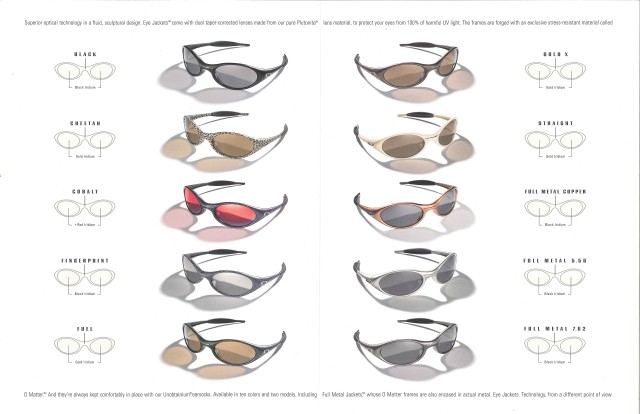 Superior optical technology in a fluid, sculptural design. Eye Jackets™ come with dual taper-corrected lenses made from our pure Plutonite® lens material, to protect your eyes from 100% of harmful UV light. The frames are forged with an exclusive stress-resistant material called
BLACK
Black Iridium
CHEETAH
Gold Iridium
COBALT
+Red Iridium
FINGERPRINT
Black Iridium
FUEL
Gold Iridium
GOLD X
Gold Iridium
STRAIGHT
Gold Iridium
FULL METAL COPPER
Black Iridium
FULL METAL 5.56
Black Iridium
FULL METAL 7.62
Black Iridium
O Matter.™ And they're always kept comfortably in place with our Unobtainium® earsocks. Available in ten colors and two models. Including Full Metal Jackets,™ whose O Matter frames are also encased in actual metal. Eye Jackets. Technology, from a different point of view.